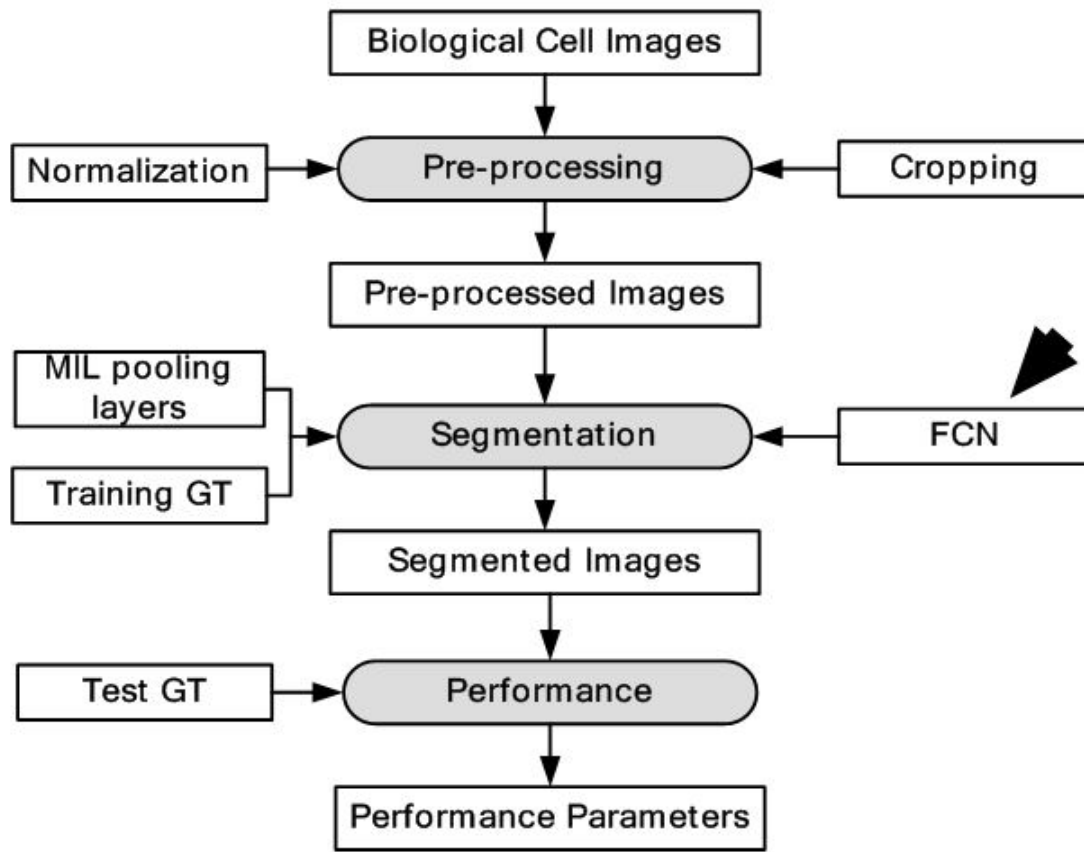 Biological Cell Images
Normalization
Pre-processing
Cropping
Pre-processed Images
MIL pooling
layers
Training GT
Segmentation
FCN
Segmented Images
Test GT
Performance
Performance Parameters